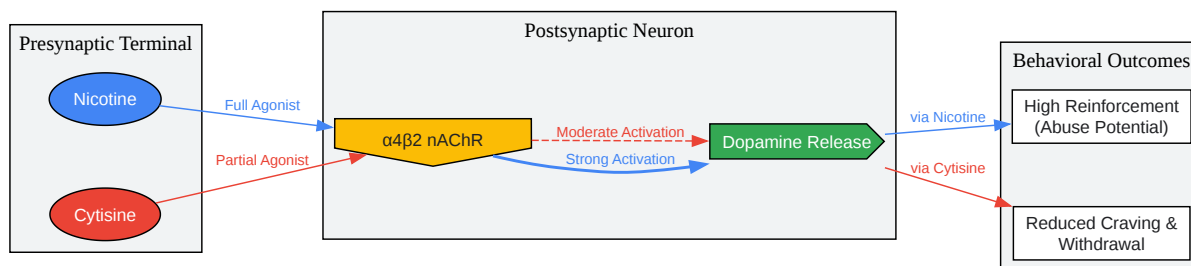 Presynaptic Terminal
Nicotine
Cytisine
Full Agonist
Partial Agonist
Postsynaptic Neuron
α4β2 nAChR
Moderate Activation
Strong Activation
Dopamine Release
via Nicotine
via Cytisine
Behavioral Outcomes
High Reinforcement
(Abuse Potential)
Reduced Craving &
Withdrawal